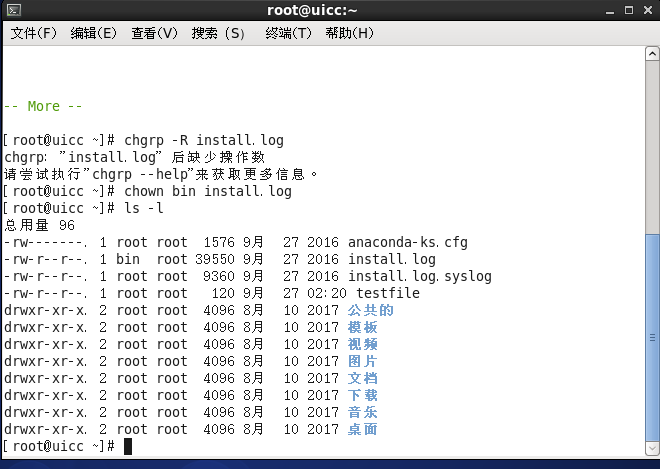 root@uicc:~
文件(F) 编辑(E) 查看(V) 搜索 (S) 终端(T) 帮助(H)
-- More --
[root@uicc ~]# chgrp -R install.log
chgrp: "install.log" 后缺少操作数
请尝试执行"chgrp --help"来获取更多信息。
[root@uicc ~]# chown bin install.log
[root@uicc ~]# ls -l
总用量 96
-rw-------. 1 root root  1576 9月  27 2016 anaconda-ks.cfg
-rw-r--r--. 1 bin  root 39550 9月  27 2016 install.log
-rw-r--r--. 1 root root  9360 9月  27 2016 install.log.syslog
-rw-r--r--. 1 root root   120 9月  27 02:20 testfile
drwxr-xr-x. 2 root root  4096 8月  10 2017 公共的
drwxr-xr-x. 2 root root  4096 8月  10 2017 模板
drwxr-xr-x. 2 root root  4096 8月  10 2017 视频
drwxr-xr-x. 2 root root  4096 8月  10 2017 图片
drwxr-xr-x. 2 root root  4096 8月  10 2017 文档
drwxr-xr-x. 2 root root  4096 8月  10 2017 下载
drwxr-xr-x. 2 root root  4096 8月  10 2017 音乐
drwxr-xr-x. 2 root root  4096 8月  10 2017 桌面
[root@uicc ~]#